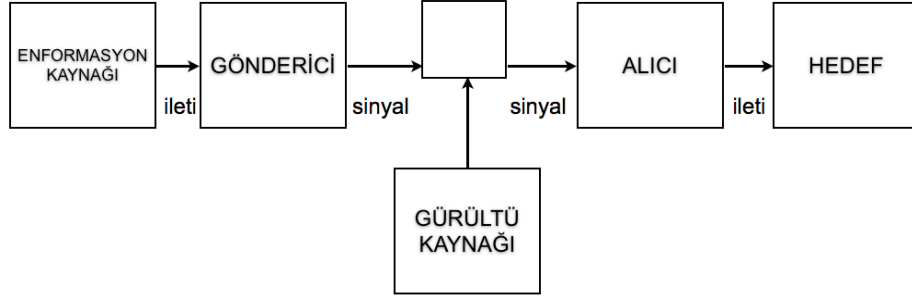 ENFORMASYON
KAYNAĞI
GÖNDERİCİ
ALICI
HEDEF
ileti
sinyal
sinyal
ileti
GÜRÜLTÜ
KAYNAĞI